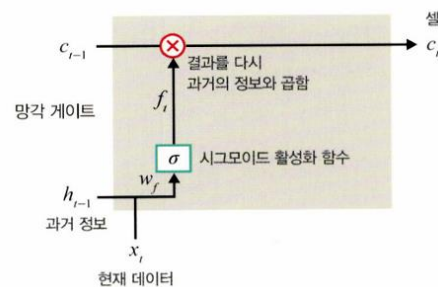 셀
c_{t-1}
c_t
결과를 다시
과거의 정보와 곱함
f_t
망각 게이트
σ
시그모이드 활성화 함수
w_f
h_{t-1}
과거 정보
x_t
현재 데이터